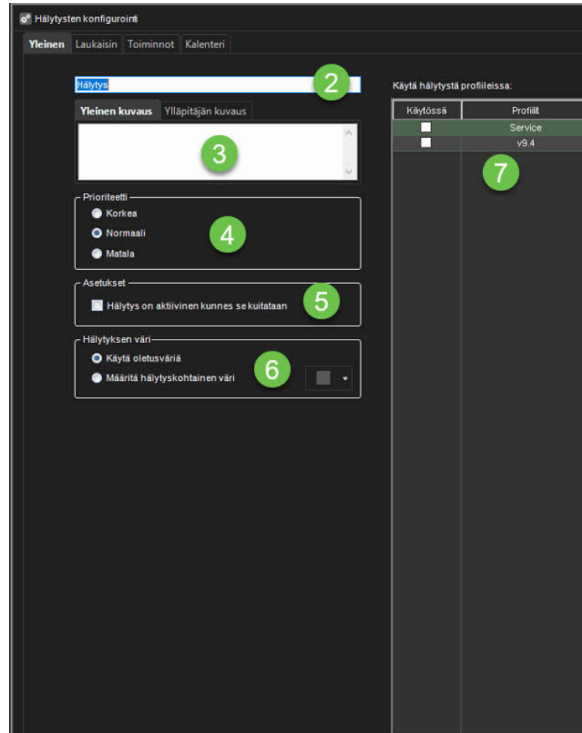 Hälytysten konfigurointi
Yleinen Laukaisin Toiminnot Kalenteri
Hälytys 2
Yleinen kuvaus Ylläpitäjän kuvaus
3
Prioriteetti
Korkea
Normaali 4
Matala
Asetukset
Hälytys on aktiivinen kunnes se kuitataan 5
Hälytyksen väri
Käytä oletusväriä
Määritä hälytyskohtainen väri 6
Käytä hälytystä profiileissa:
Käytössä Profiilit
Service
v9.4
7